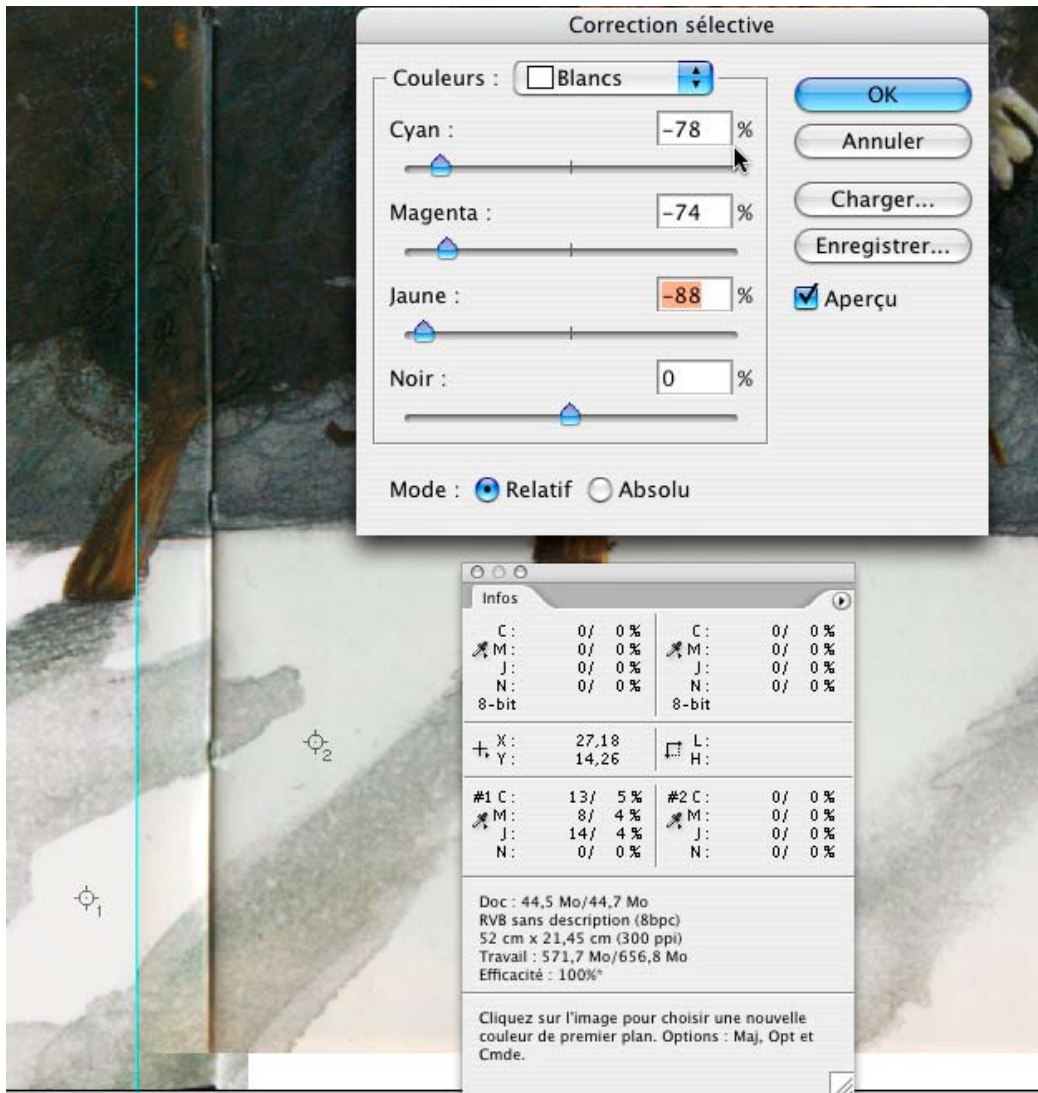 Correction sélective
Couleurs : Blancs
Cyan : -78 %
Magenta : -74 %
Jaune : -88 %
Noir : 0 %
Mode : Relatif Absolu
OK
Annuler
Charger...
Enregistrer...
Aperçu
Infos
C : 0/ 0 % C : 0/ 0 %
M : 0/ 0 % M : 0/ 0 %
J : 0/ 0 % J : 0/ 0 %
N : 0/ 0 % N : 0/ 0 %
8-bit 8-bit
X : 27,18 L :
Y : 14,26 H :
#1 C : 13/ 5 % #2 C : 0/ 0 %
M : 8/ 4 % M : 0/ 0 %
J : 14/ 4 % J : 0/ 0 %
N : 0/ 0 % N : 0/ 0 %
Doc : 44,5 Mo/44,7 Mo
RVB sans description (8bpc)
52 cm x 21,45 cm (300 ppi)
Travail : 571,7 Mo/656,8 Mo
Efficacité : 100%*
Cliquez sur l'image pour choisir une nouvelle
couleur de premier plan. Options : Maj, Opt et
Cmde.
2
1